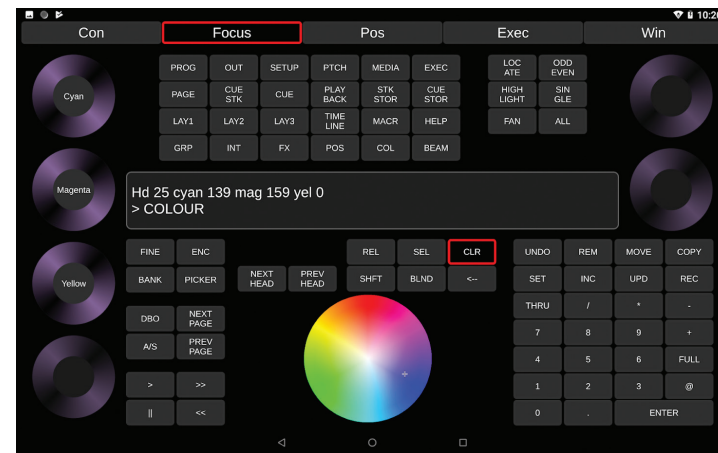 10:20
Con Focus Pos Exec Win
PROG OUT SETUP PTCH MEDIA EXEC LOC ATE ODD EVEN
Cyan PAGE CUE STK CUE PLAY BACK STK STOR CUE STOR HIGH LIGHT SIN GLE
LAY1 LAY2 LAY3 TIME LINE MACR HELP FAN ALL
GRP INT FX POS COL BEAM
Magenta
Hd 25 cyan 139 mag 159 yel 0
> COLOUR
FINE ENC REL SEL CLR UNDO REM MOVE COPY
Yellow BANK PICKER NEXT HEAD PREV HEAD SHFT BLND <-- SET INC UPD REC
DBO NEXT PAGE THRU / * -
A/S PREV PAGE 7 8 9 +
4 5 6 FULL
> >> 1 2 3 @
|| << 0 . ENTER